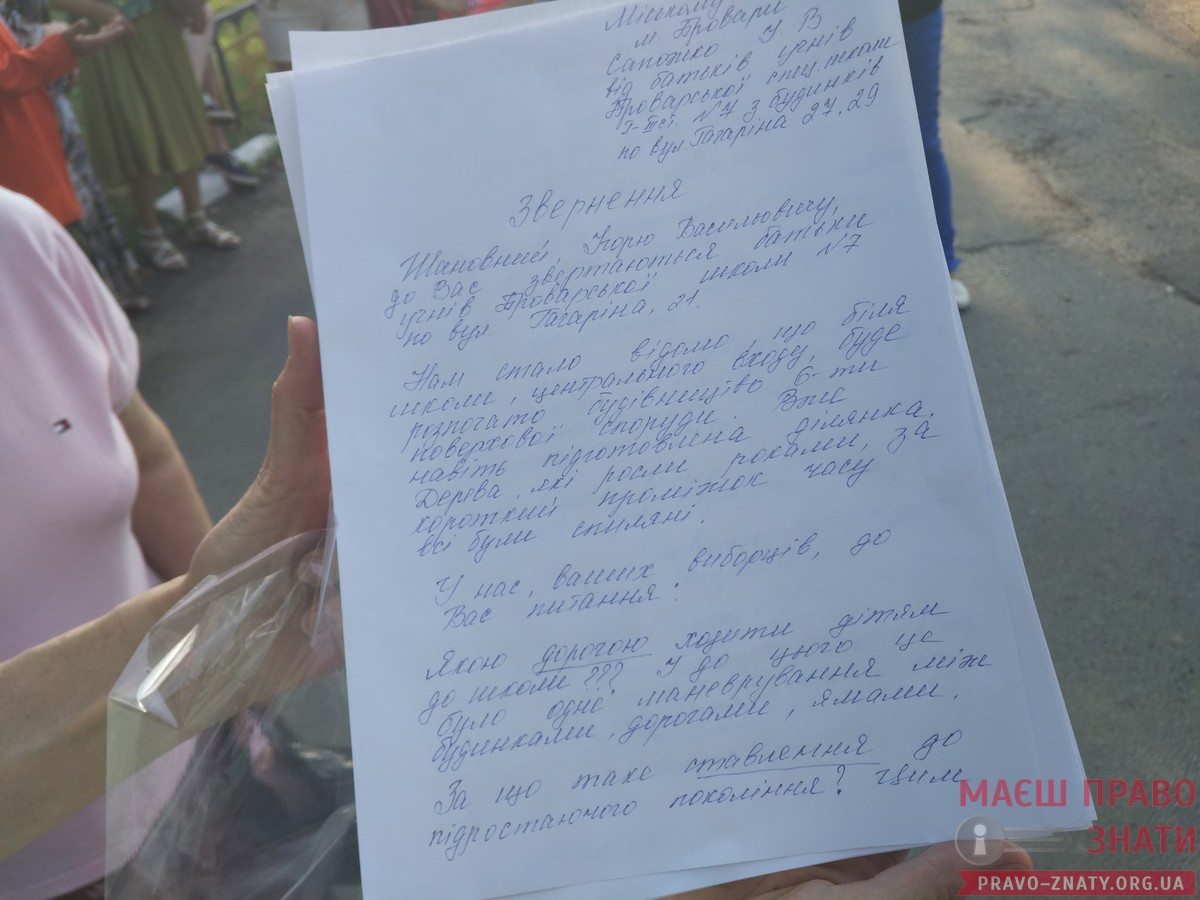 Міському
м Бровари
Сапожко І. В
від батьків учнів
Броварської спец. школи
I-III ст. №7 з будинків
по вул Гагаріна 27, 29
Звернення
Шановний, Ігорю Васильовичу,
до Вас звертаються батьки
учнів Броварської школи №7
по вул. Гагаріна, 21.
Нам стало відомо, що біля
школи, центрального входу, буде
розпочато будівництво 6-ти
поверхової споруди. Вже
навіть підготовлена ділянка.
Дерева, які росли роками, за
короткий проміжок часу
всі були спиляні.
У нас, ваших виборців, до
Вас питання:
Якою дорогою ходити дітям
до школи??? І до цього це
було одне маневрування між
будинками, дорогами, ямами.
За що таке ставлення до
підростаючого покоління? Цим
МАЄШ ПРАВО
ЗНАТИ
PRAVO-ZNATY.ORG.UA